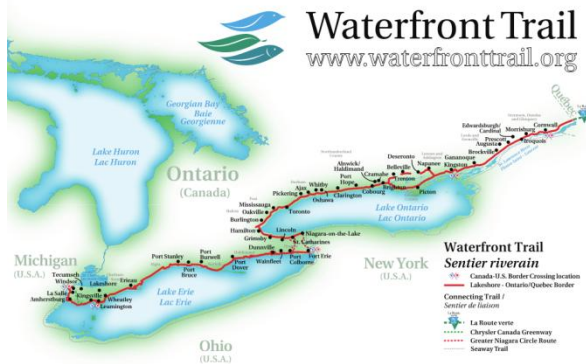 Waterfront Trail
www.waterfronttrail.org
Georgian Bay
Baie
Georgienne
Lake Huron
Lac Huron
Ontario
(Canada)
Québec
Edwardsburgh/
Cardinal
Morrisburg
Cornwall
Prescott
Augusta
Iroquois
Brockville
Gananoque
Kingston
Napanee
Deseronto
Belleville
Trenton
Picton
Brighton
Cramahe
Alnwick/
Haldimand
Cobourg
Port
Hope
Clarington
Oshawa
Whitby
Ajax
Pickering
Toronto
Mississauga
Oakville
Burlington
Hamilton
Grimsby
Lincoln
St. Catharines
Niagara-on-the-Lake
Fort Erie
Port
Colborne
Wainfleet
Dunnville
Port
Dover
Port
Burwell
Port Stanley
Port
Bruce
Erieau
Wheatley
Leamington
Kingsville
Lakeshore
Tecumseh
Windsor
La Salle
Amherstburg
Lake Ontario
Lac Ontario
Lake Erie
Lac Erie
Michigan
(U.S.A.)
Ohio
(U.S.A.)
New York
(U.S.A.)
Waterfront Trail
Sentier riverain
Canada-U.S. Border Crossing location
Lakeshore - Ontario/Quebec Border
Connecting Trail /
Sentier de liaison
La Route verte
Chrysler Canada Greenway
Greater Niagara Circle Route
Seaway Trail